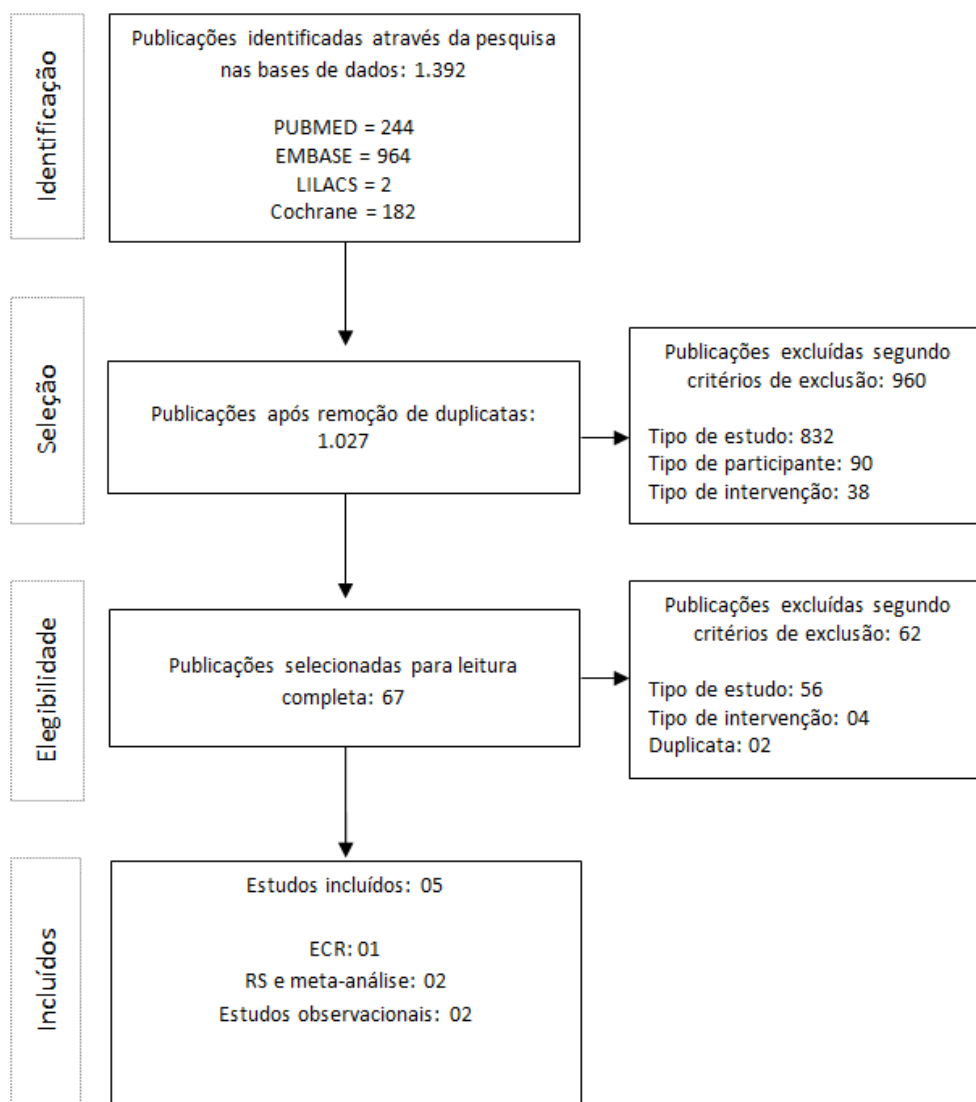 Identificação
Publicações identificadas através da pesquisa
nas bases de dados: 1.392
PUBMED = 244
EMBASE = 964
LILACS = 2
Cochrane = 182
Seleção
Publicações após remoção de duplicatas:
1.027
Publicações excluídas segundo
critérios de exclusão: 960
Tipo de estudo: 832
Tipo de participante: 90
Tipo de intervenção: 38
Elegibilidade
Publicações selecionadas para leitura
completa: 67
Publicações excluídas segundo
critérios de exclusão: 62
Tipo de estudo: 56
Tipo de intervenção: 04
Duplicata: 02
Incluídos
Estudos incluídos: 05
ECR: 01
RS e meta-análise: 02
Estudos observacionais: 02